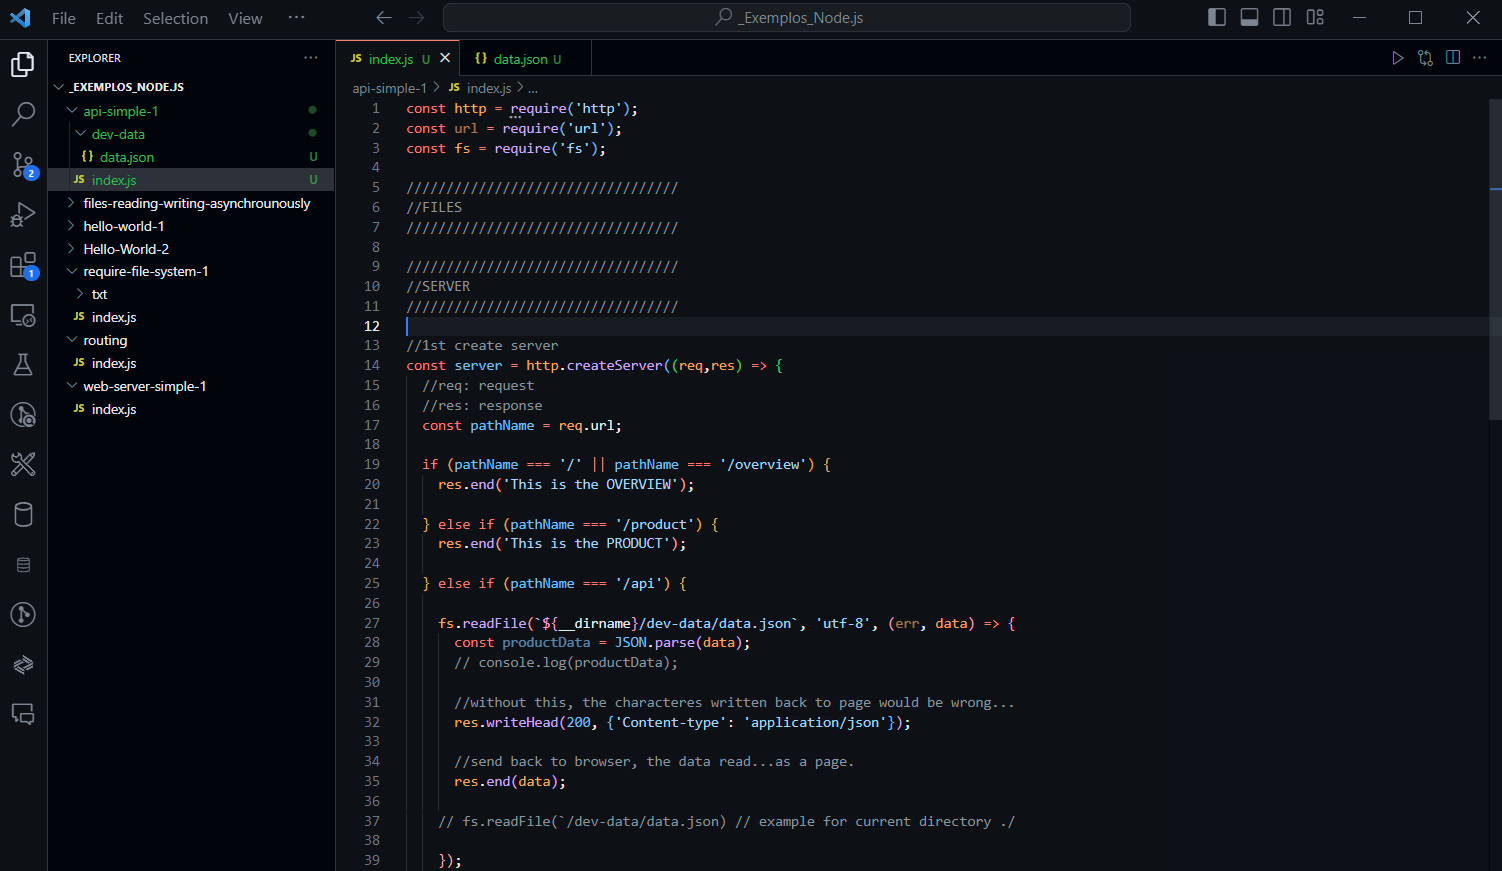 File Edit Selection View ··· _Exemplos_Node.js
EXPLORER ···
_EXEMPLOS_NODE.JS
api-simple-1
dev-data
{} data.json U
JS index.js U
files-reading-writing-asynchrounously
hello-world-1
Hello-World-2
require-file-system-1
txt
JS index.js
routing
JS index.js
web-server-simple-1
JS index.js
2
1
JS index.js U {} data.json U ···
api-simple-1 > JS index.js > ...
1 const http = require('http');
2 const url = require('url');
3 const fs = require('fs');
4
5 //////////////////////////////////
6 //FILES
7 //////////////////////////////////
8
9 //////////////////////////////////
10 //SERVER
11 //////////////////////////////////
12
13 //1st create server
14 const server = http.createServer((req,res) => {
15 //req: request
16 //res: response
17 const pathName = req.url;
18
19 if (pathName === '/' || pathName === '/overview') {
20 res.end('This is the OVERVIEW');
21
22 } else if (pathName === '/product') {
23 res.end('This is the PRODUCT');
24
25 } else if (pathName === '/api') {
26
27 fs.readFile(`${__dirname}/dev-data/data.json`, 'utf-8', (err, data) => {
28 const productData = JSON.parse(data);
29 // console.log(productData);
30
31 //without this, the characteres written back to page would be wrong...
32 res.writeHead(200, {'Content-type': 'application/json'});
33
34 //send back to browser, the data read...as a page.
35 res.end(data);
36
37 // fs.readFile(`/dev-data/data.json) // example for current directory ./
38
39 });